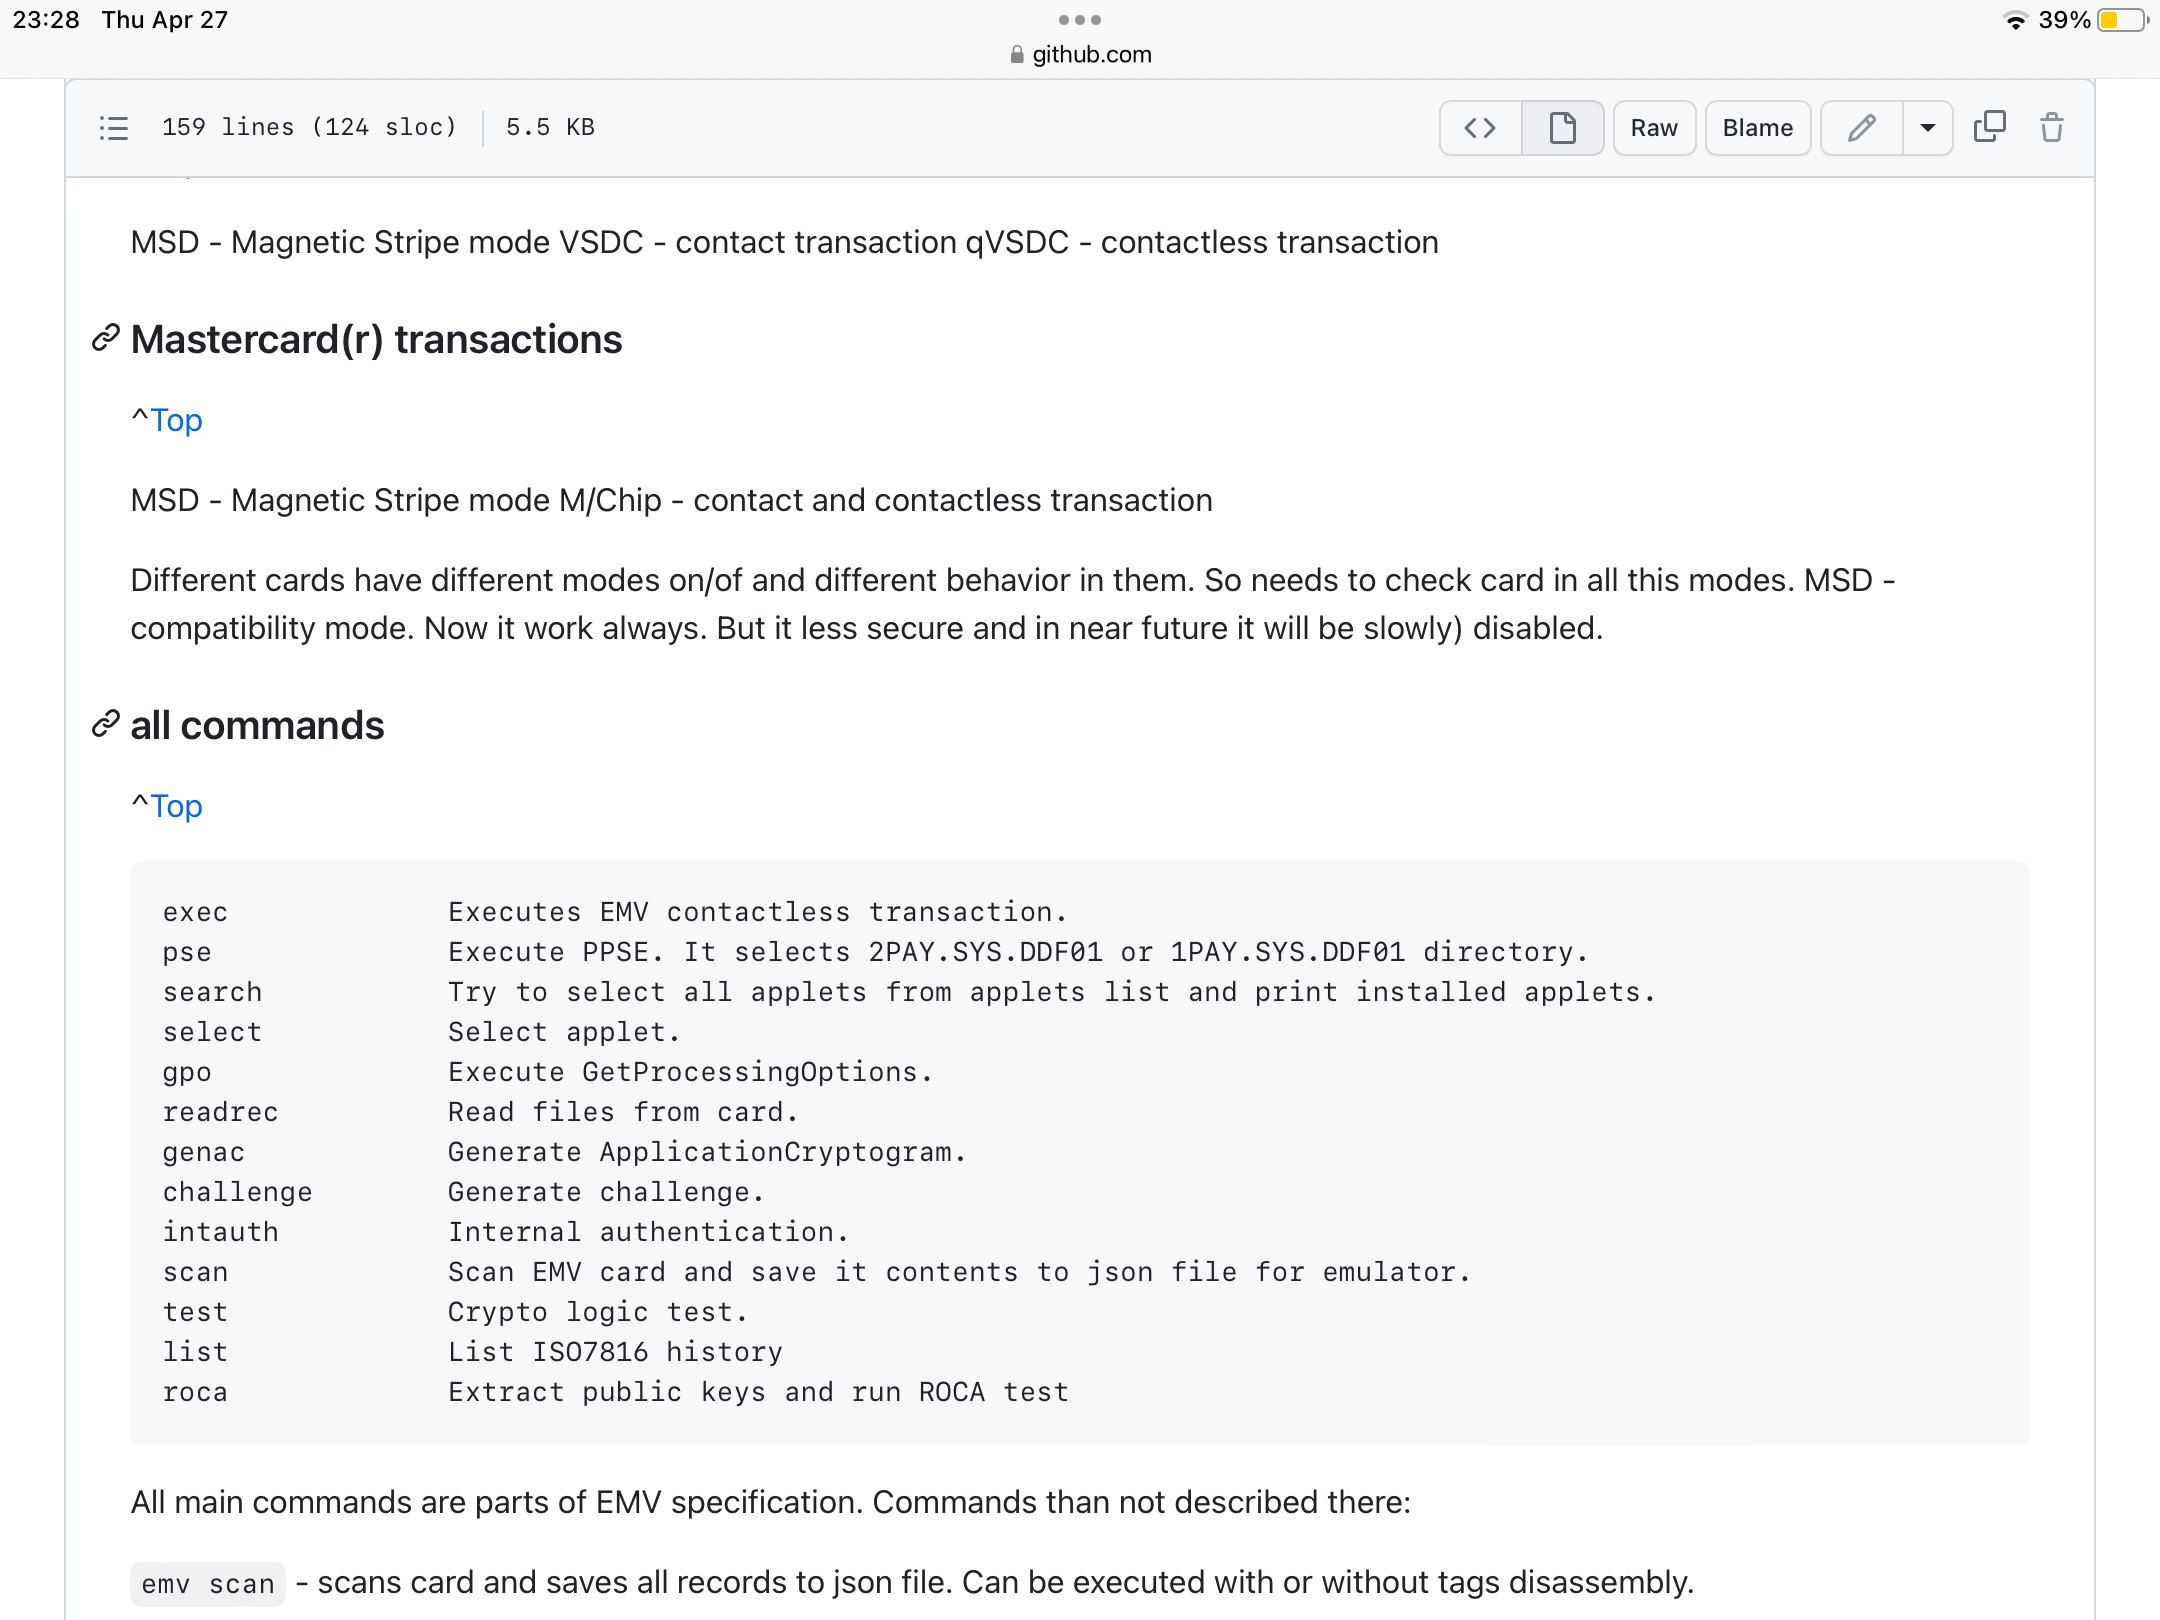 23:28 Thu Apr 27
39%
github.com
159 lines (124 sloc) 5.5 KB
Raw Blame
MSD - Magnetic Stripe mode VSDC - contact transaction qVSDC - contactless transaction
Mastercard(r) transactions
^Top
MSD - Magnetic Stripe mode M/Chip - contact and contactless transaction
Different cards have different modes on/of and different behavior in them. So needs to check card in all this modes. MSD -
compatibility mode. Now it work always. But it less secure and in near future it will be slowly) disabled.
all commands
^Top
exec Executes EMV contactless transaction.
pse Execute PPSE. It selects 2PAY.SYS.DDF01 or 1PAY.SYS.DDF01 directory.
search Try to select all applets from applets list and print installed applets.
select Select applet.
gpo Execute GetProcessingOptions.
readrec Read files from card.
genac Generate ApplicationCryptogram.
challenge Generate challenge.
intauth Internal authentication.
scan Scan EMV card and save it contents to json file for emulator.
test Crypto logic test.
list List ISO7816 history
roca Extract public keys and run ROCA test
All main commands are parts of EMV specification. Commands than not described there:
emv scan - scans card and saves all records to json file. Can be executed with or without tags disassembly.